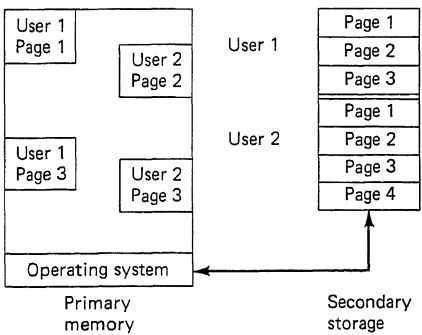 User 1
Page 1
User 2
Page 2
User 1
Page 3
User 2
Page 3
Operating system
Primary
memory
User 1
User 2
Page 1
Page 2
Page 3
Page 1
Page 2
Page 3
Page 4
Secondary
storage